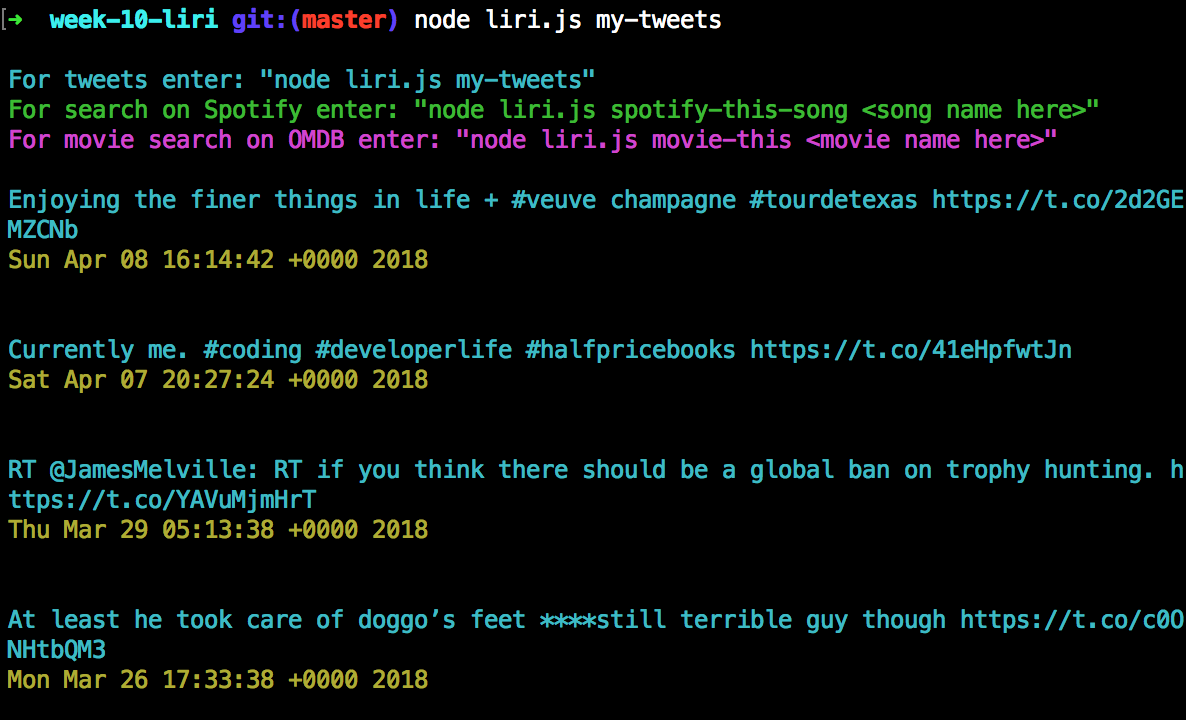 [➜  week-10-liri git:(master) node liri.js my-tweets
For tweets enter: "node liri.js my-tweets"
For search on Spotify enter: "node liri.js spotify-this-song <song name here>"
For movie search on OMDB enter: "node liri.js movie-this <movie name here>"
Enjoying the finer things in life + #veuve champagne #tourdetexas https://t.co/2d2GE
MZCNb
Sun Apr 08 16:14:42 +0000 2018
Currently me. #coding #developerlife #halfpricebooks https://t.co/41eHpfwtJn
Sat Apr 07 20:27:24 +0000 2018
RT @JamesMelville: RT if you think there should be a global ban on trophy hunting. h
ttps://t.co/YAVuMjmHrT
Thu Mar 29 05:13:38 +0000 2018
At least he took care of doggo’s feet ****still terrible guy though https://t.co/c0O
NHtbQM3
Mon Mar 26 17:33:38 +0000 2018